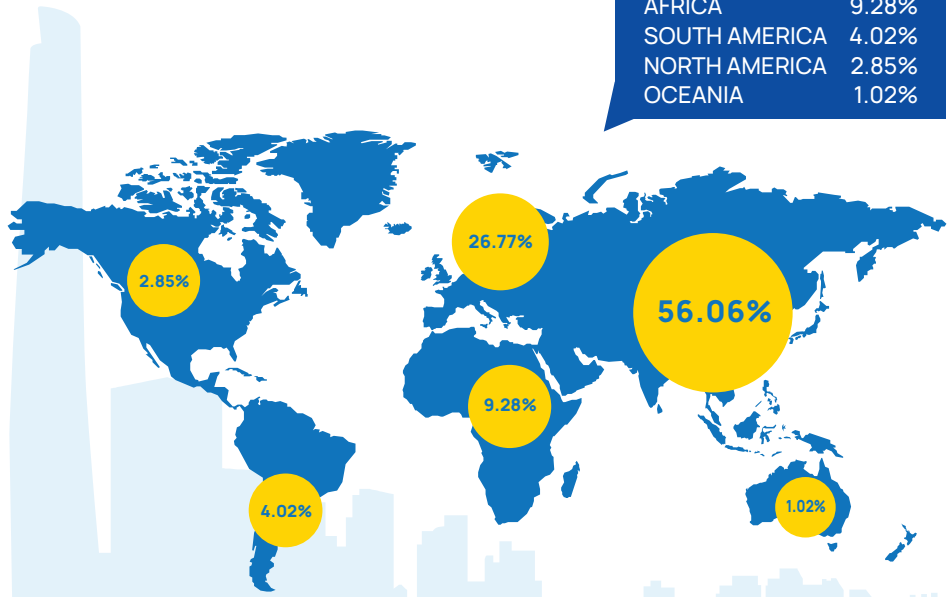 AFRICA 9.28%
SOUTH AMERICA 4.02%
NORTH AMERICA 2.85%
OCEANIA 1.02%
26.77%
2.85%
56.06%
9.28%
4.02%
1.02%